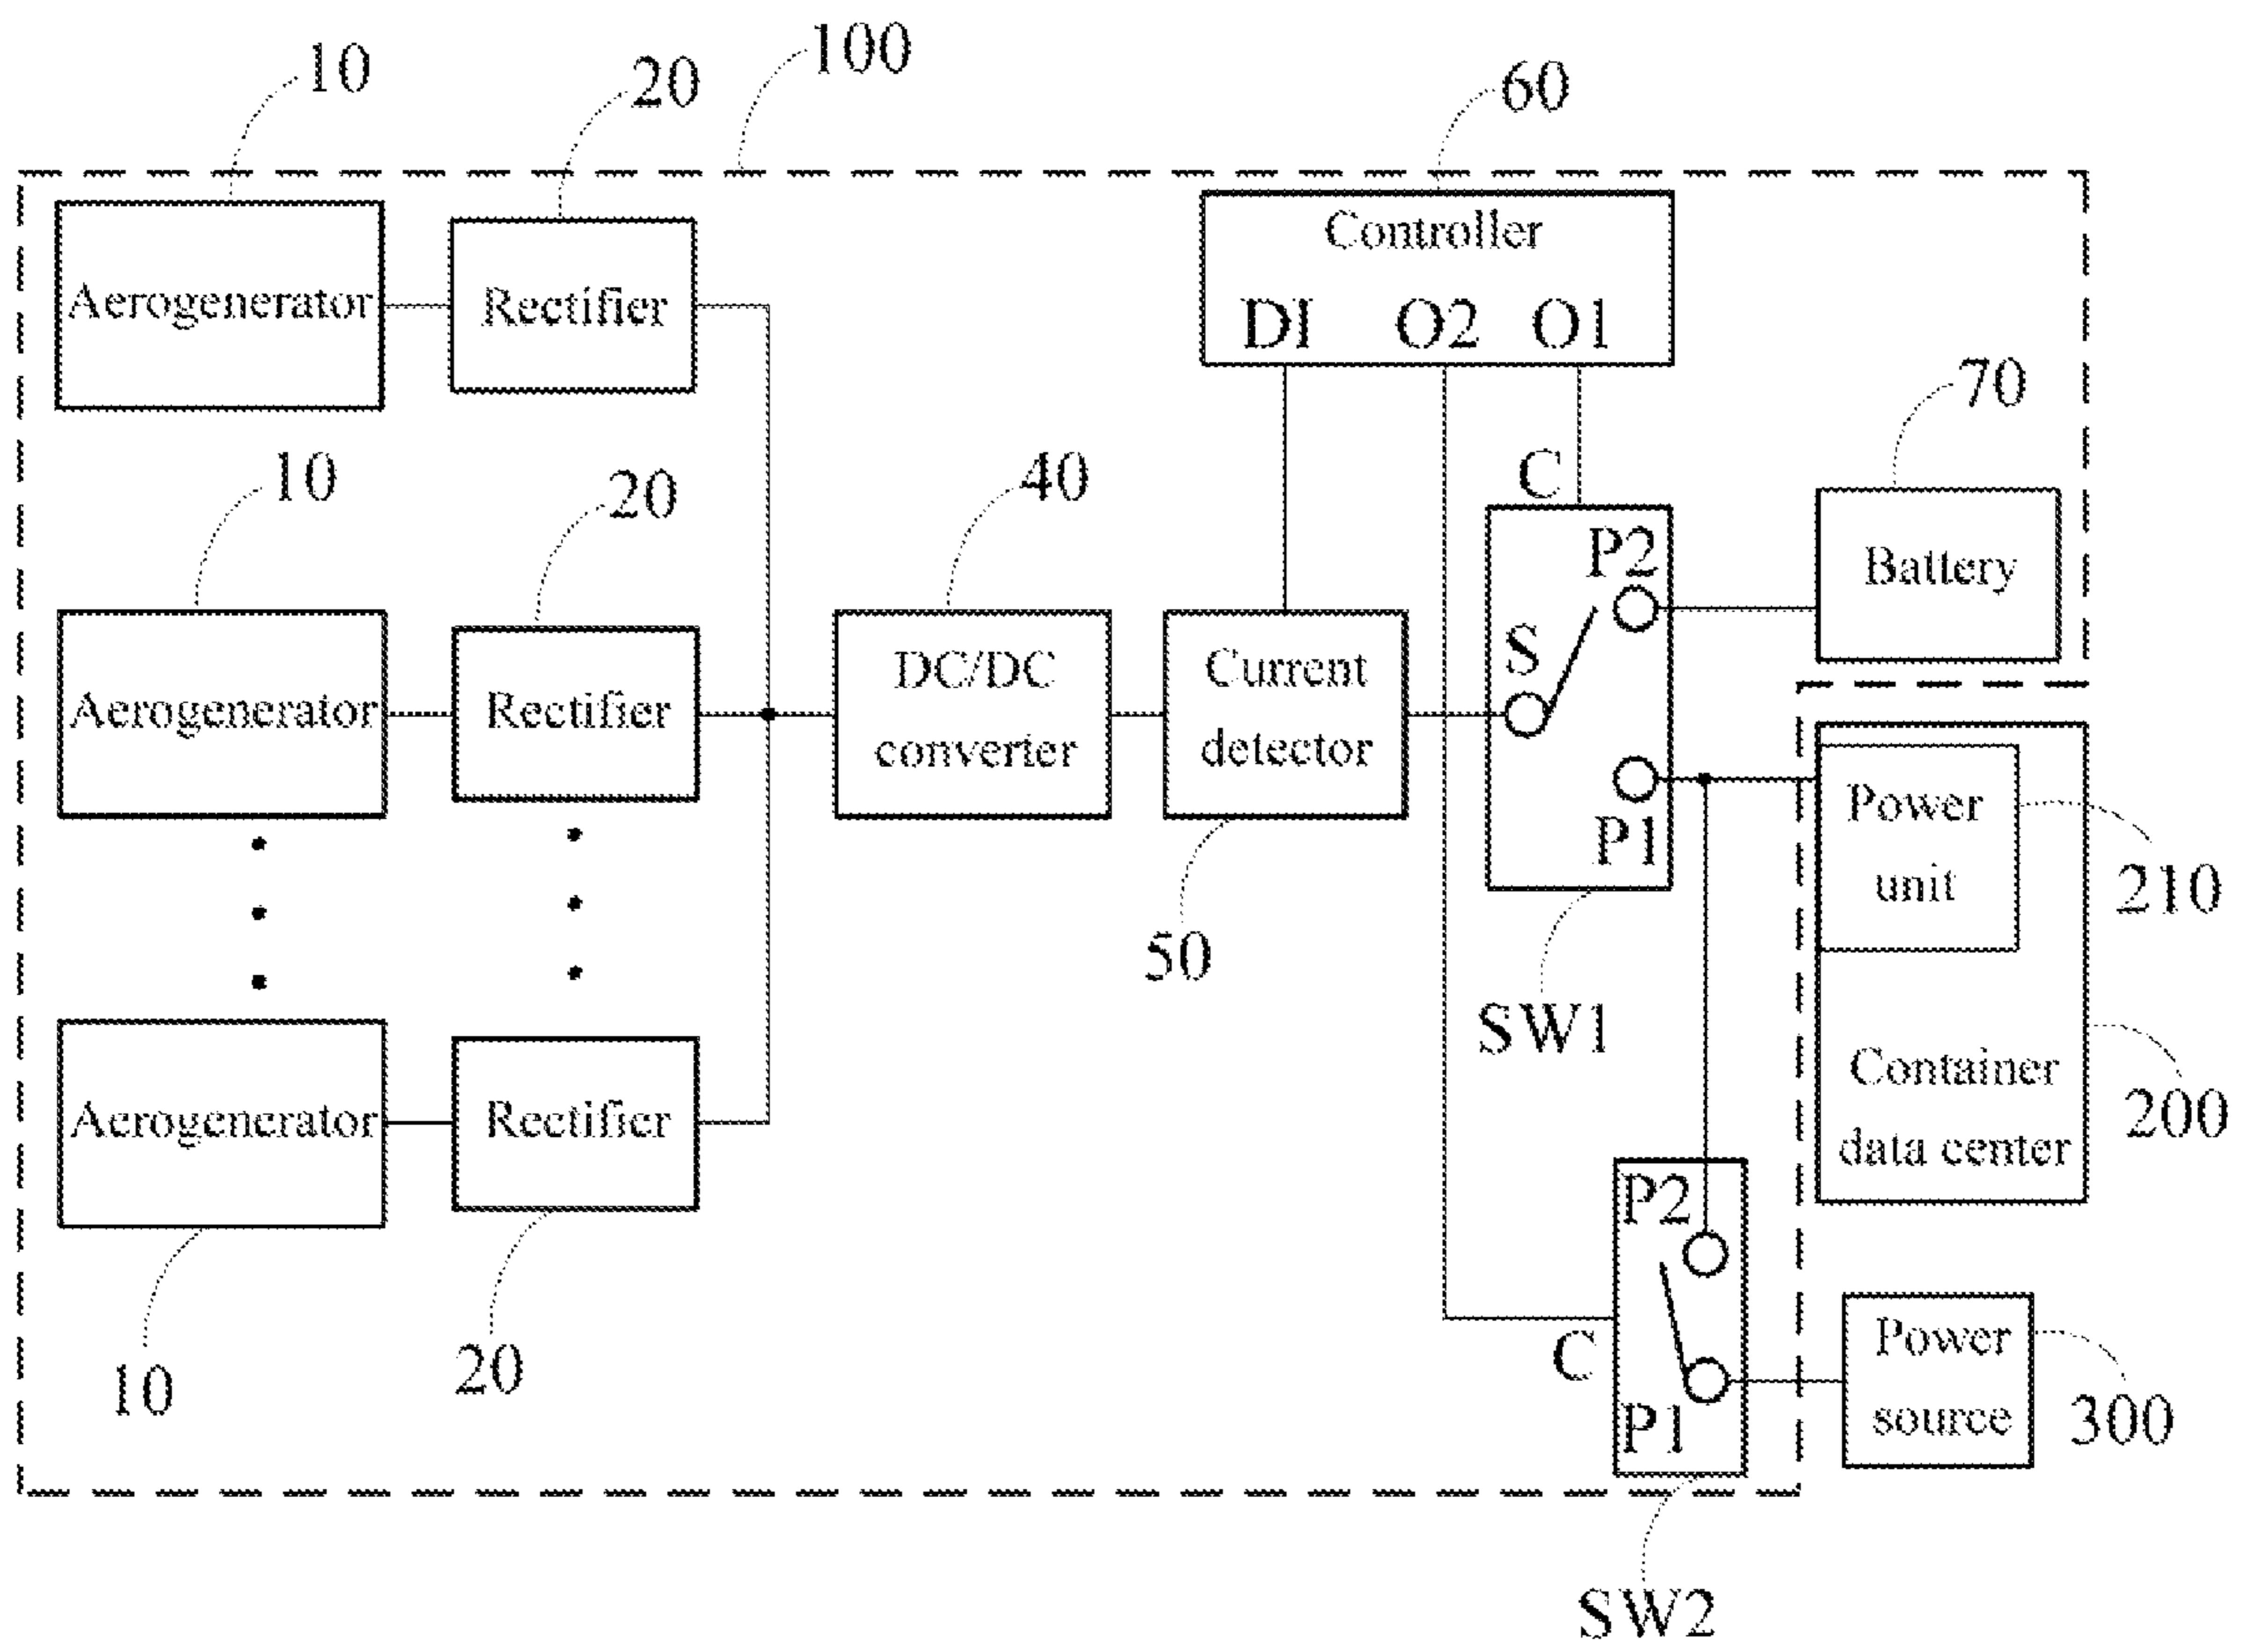 100
10
20
60
Controller
DI O2 O1
Aerogenerator
Rectifier
70
10
20
40
C
P2
Battery
S
Aerogenerator
Rectifier
DC/DC
converter
Current
detector
P1
Power
unit
210
50
SW1
Container
data center
200
Aerogenerator
Rectifier
P2
C
P1
Power
source
300
10
20
SW2